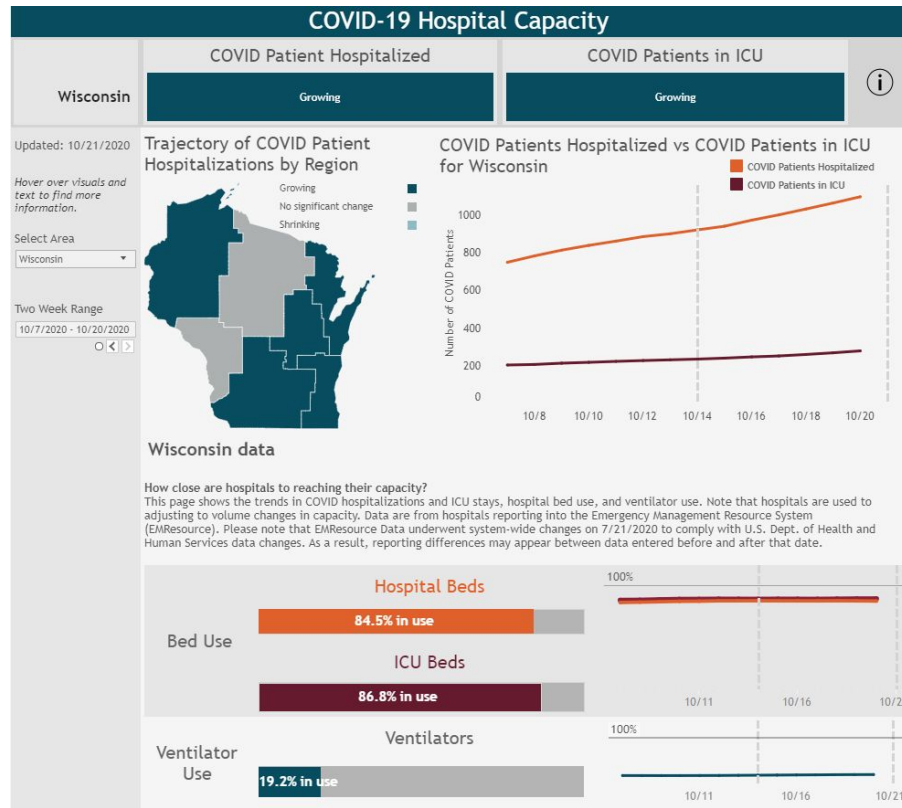 COVID-19 Hospital Capacity
Wisconsin
COVID Patient Hospitalized
Growing
COVID Patients in ICU
Growing
i
Updated: 10/21/2020
Hover over visuals and
text to find more
information.
Select Area
Wisconsin
Two Week Range
10/7/2020 - 10/20/2020
Trajectory of COVID Patient
Hospitalizations by Region
Growing
No significant change
Shrinking
COVID Patients Hospitalized vs COVID Patients in ICU
for Wisconsin
COVID Patients Hospitalized
COVID Patients in ICU
Number of COVID Patients
1000
800
600
400
200
0
10/8 10/10 10/12 10/14 10/16 10/18 10/20
Wisconsin data
How close are hospitals to reaching their capacity?
This page shows the trends in COVID hospitalizations and ICU stays, hospital bed use, and ventilator use. Note that hospitals are used to
adjusting to volume changes in capacity. Data are from hospitals reporting into the Emergency Management Resource System
(EMResource). Please note that EMResource Data underwent system-wide changes on 7/21/2020 to comply with U.S. Dept. of Health and
Human Services data changes. As a result, reporting differences may appear between data entered before and after that date.
Bed Use
Hospital Beds
84.5% in use
ICU Beds
86.8% in use
100%
10/11 10/16 10/2
Ventilator
Use
Ventilators
19.2% in use
100%
10/11 10/16 10/21